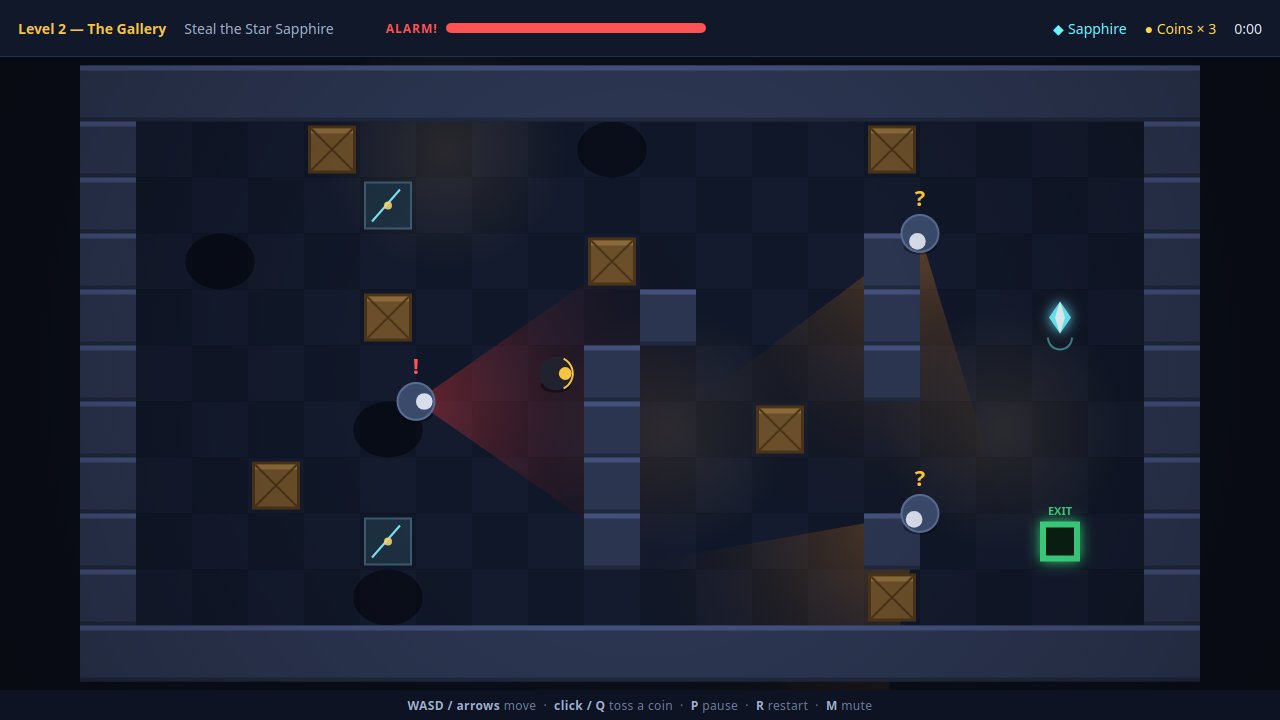 Level 2 — The Gallery Steal the Star Sapphire ALARM! ◆ Sapphire ● Coins × 3 0:00
?
!
?
EXIT
WASD / arrows move · click / Q toss a coin · P pause · R restart · M mute